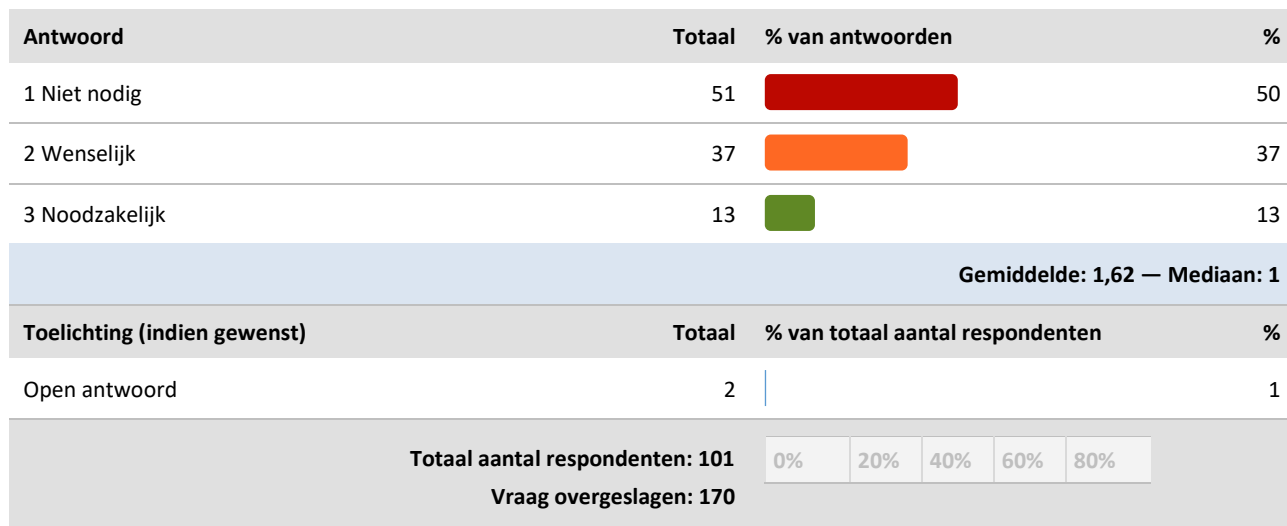 Antwoord Totaal % van antwoorden %
1 Niet nodig 51 50
2 Wenselijk 37 37
3 Noodzakelijk 13 13
Gemiddelde: 1,62 — Mediaan: 1
Toelichting (indien gewenst) Totaal % van totaal aantal respondenten %
Open antwoord 2 1
Totaal aantal respondenten: 101 0% 20% 40% 60% 80%
Vraag overgeslagen: 170